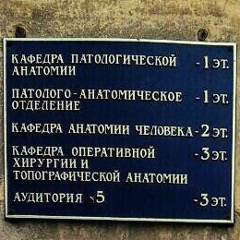 КАФЕДРА ПАТОЛОГИЧЕСКОЙ АНАТОМИИ - 1 ЭТ.
ПАТОЛОГО-АНАТОМИЧЕСКОЕ ОТДЕЛЕНИЕ - 1 ЭТ.
КАФЕДРА АНАТОМИИ ЧЕЛОВЕКА - 2 ЭТ.
КАФЕДРА ОПЕРАТИВНОЙ - 3 ЭТ.
ХИРУРГИИ И
ТОПОГРАФИЧЕСКОЙ АНАТОМИИ
АУДИТОРИЯ №5 - 3 ЭТ.